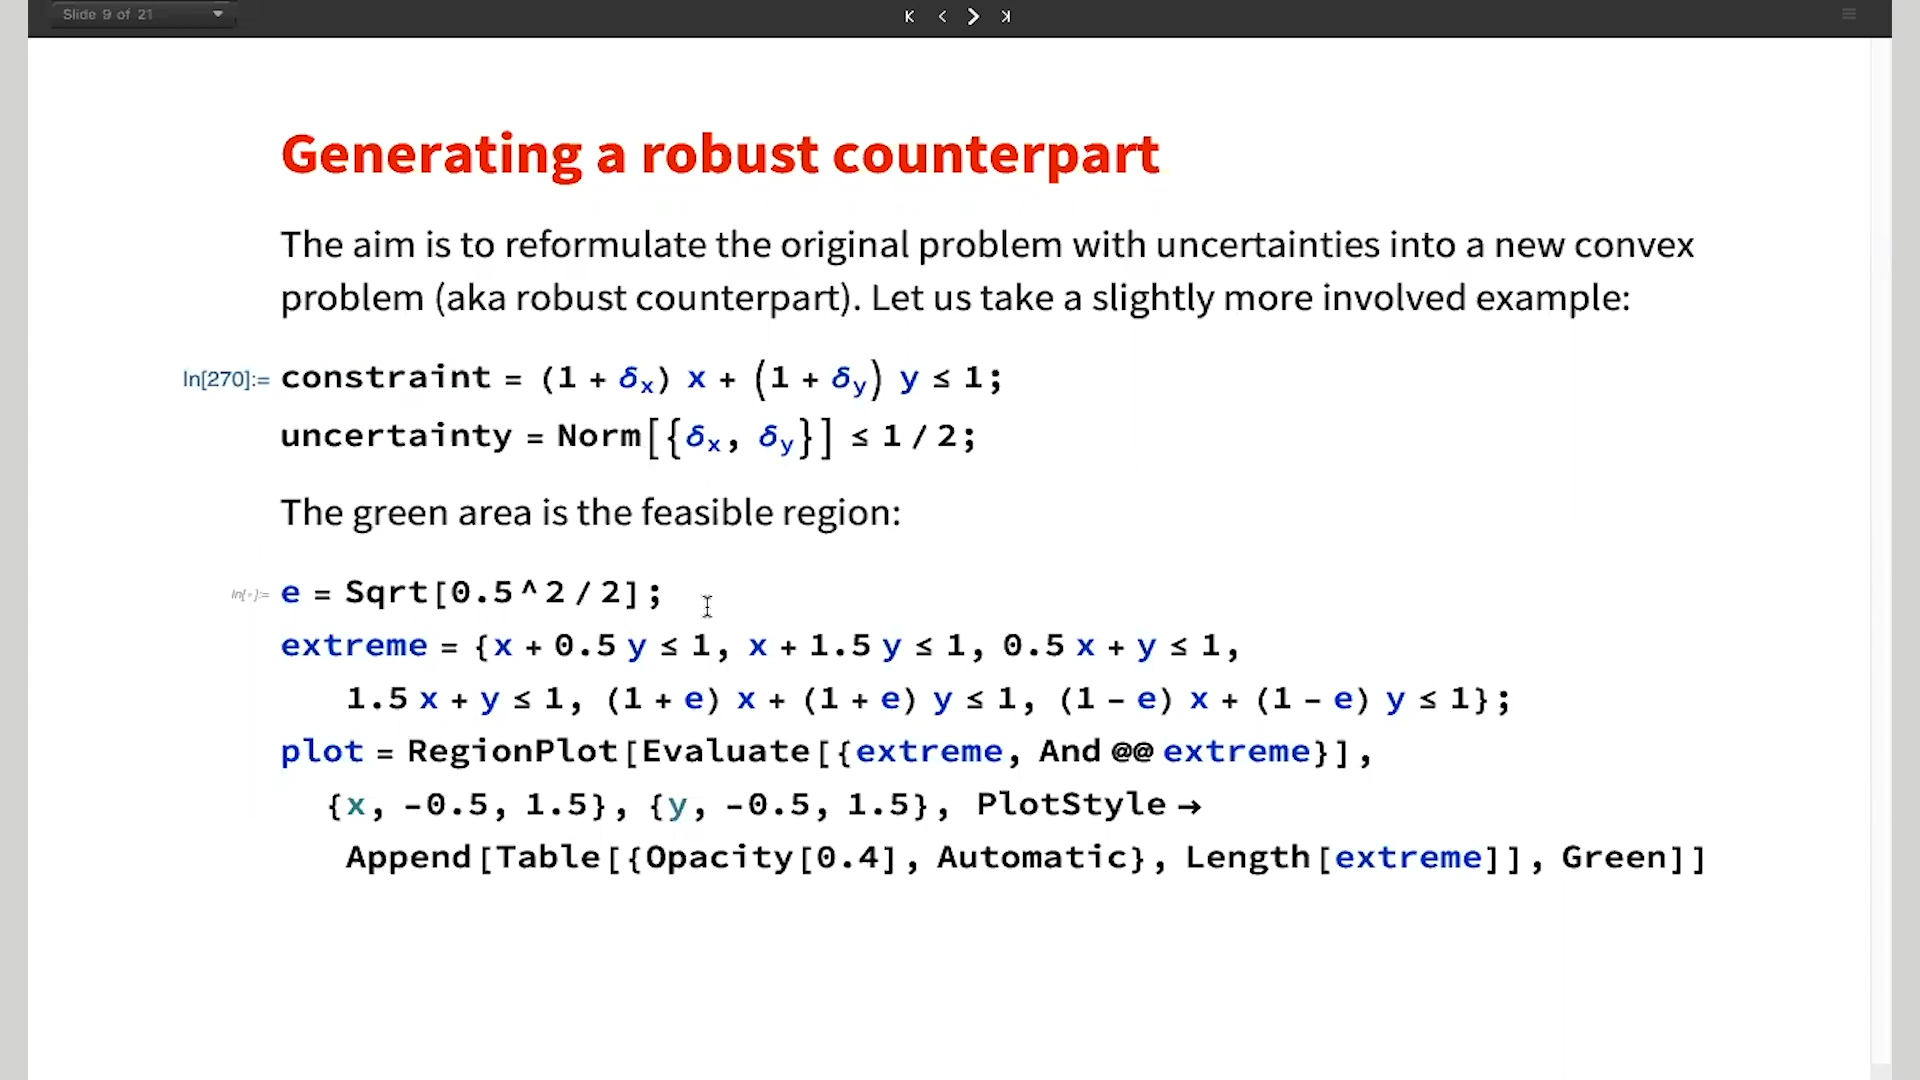 Slide 9 of 21
Generating a robust counterpart
The aim is to reformulate the original problem with uncertainties into a new convex
problem (aka robust counterpart). Let us take a slightly more involved example:
In[270]:= constraint = (1 + δx) x + (1 + δy) y ≤ 1;
uncertainty = Norm[{δx, δy}] ≤ 1 / 2;
The green area is the feasible region:
In[•]:= e = Sqrt[0.5^2/2];
extreme = {x + 0.5 y ≤ 1, x + 1.5 y ≤ 1, 0.5 x + y ≤ 1,
1.5 x + y ≤ 1, (1 + e) x + (1 + e) y ≤ 1, (1 - e) x + (1 - e) y ≤ 1};
plot = RegionPlot[Evaluate[{extreme, And @@ extreme}],
{x, -0.5, 1.5}, {y, -0.5, 1.5}, PlotStyle →
Append[Table[{Opacity[0.4], Automatic}, Length[extreme]], Green]]